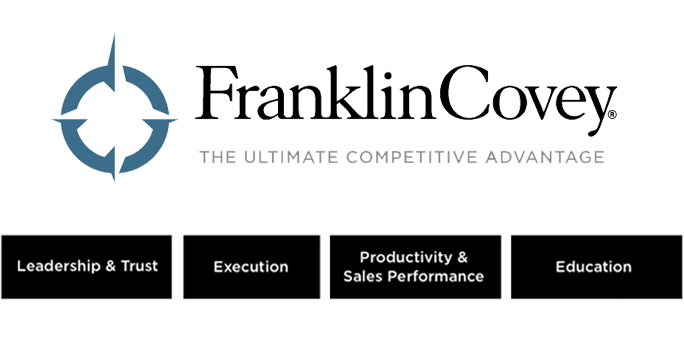 FranklinCovey®
THE ULTIMATE COMPETITIVE ADVANTAGE
Leadership & Trust
Execution
Productivity &
Sales Performance
Education